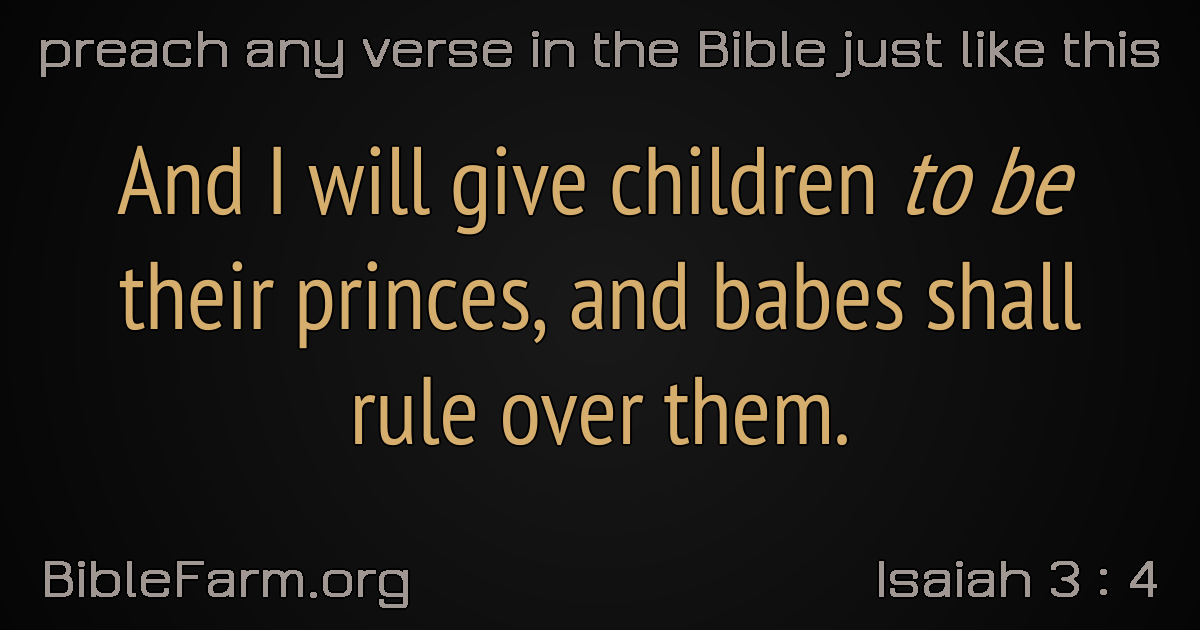 preach any verse in the Bible just like this
And I will give children to be
their princes, and babes shall
rule over them.
BibleFarm.org
Isaiah 3 : 4